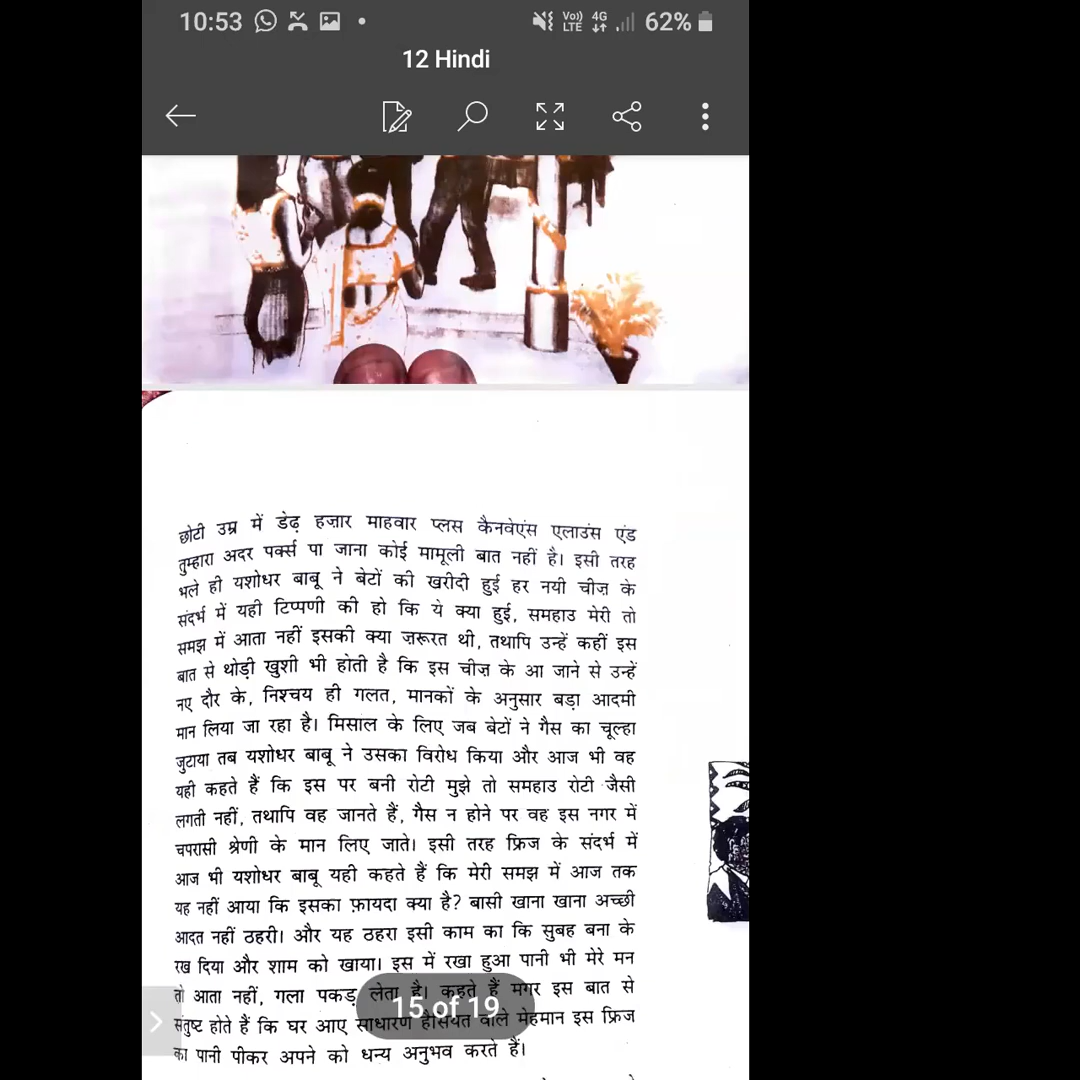 10:53
Vo)) LTE 4G 62%
12 Hindi
छोटी उम्र में डेढ़ हज़ार माहवार प्लस कैनवेएंस एलाउंस एंड
तुम्हारा अदर पर्क्स पा जाना कोई मामूली बात नहीं है। इसी तरह
भले ही यशोधर बाबू ने बेटों की खरीदी हुई हर नयी चीज़ के
संदर्भ में यही टिप्पणी की हो कि ये क्या हुई, समहाउ मेरी तो
समझ में आता नहीं इसकी क्या ज़रूरत थी, तथापि उन्हें कहीं इस
बात से थोड़ी खुशी भी होती है कि इस चीज़ के आ जाने से उन्हें
नए दौर के, निश्चय ही गलत, मानकों के अनुसार बड़ा आदमी
मान लिया जा रहा है। मिसाल के लिए जब बेटों ने गैस का चूल्हा
जुटाया तब यशोधर बाबू ने उसका विरोध किया और आज भी वह
यही कहते हैं कि इस पर बनी रोटी मुझे तो समहाउ रोटी जैसी
लगती नहीं, तथापि वह जानते हैं, गैस न होने पर वह इस नगर में
चपरासी श्रेणी के मान लिए जाते। इसी तरह फ्रिज के संदर्भ में
आज भी यशोधर बाबू यही कहते हैं कि मेरी समझ में आज तक
यह नहीं आया कि इसका फ़ायदा क्या है? बासी खाना खाना अच्छी
आदत नहीं ठहरी। और यह ठहरा इसी काम का कि सुबह बना के
रख दिया और शाम को खाया। इस में रखा हुआ पानी भी मेरे मन
तो आता नहीं, गला पकड़ लेता है। कहते हैं मगर इस बात से
15 of 19
संतुष्ट होते हैं कि घर आए साधारण हैसियत वाले मेहमान इस फ्रिज
का पानी पीकर अपने को धन्य अनुभव करते हैं।